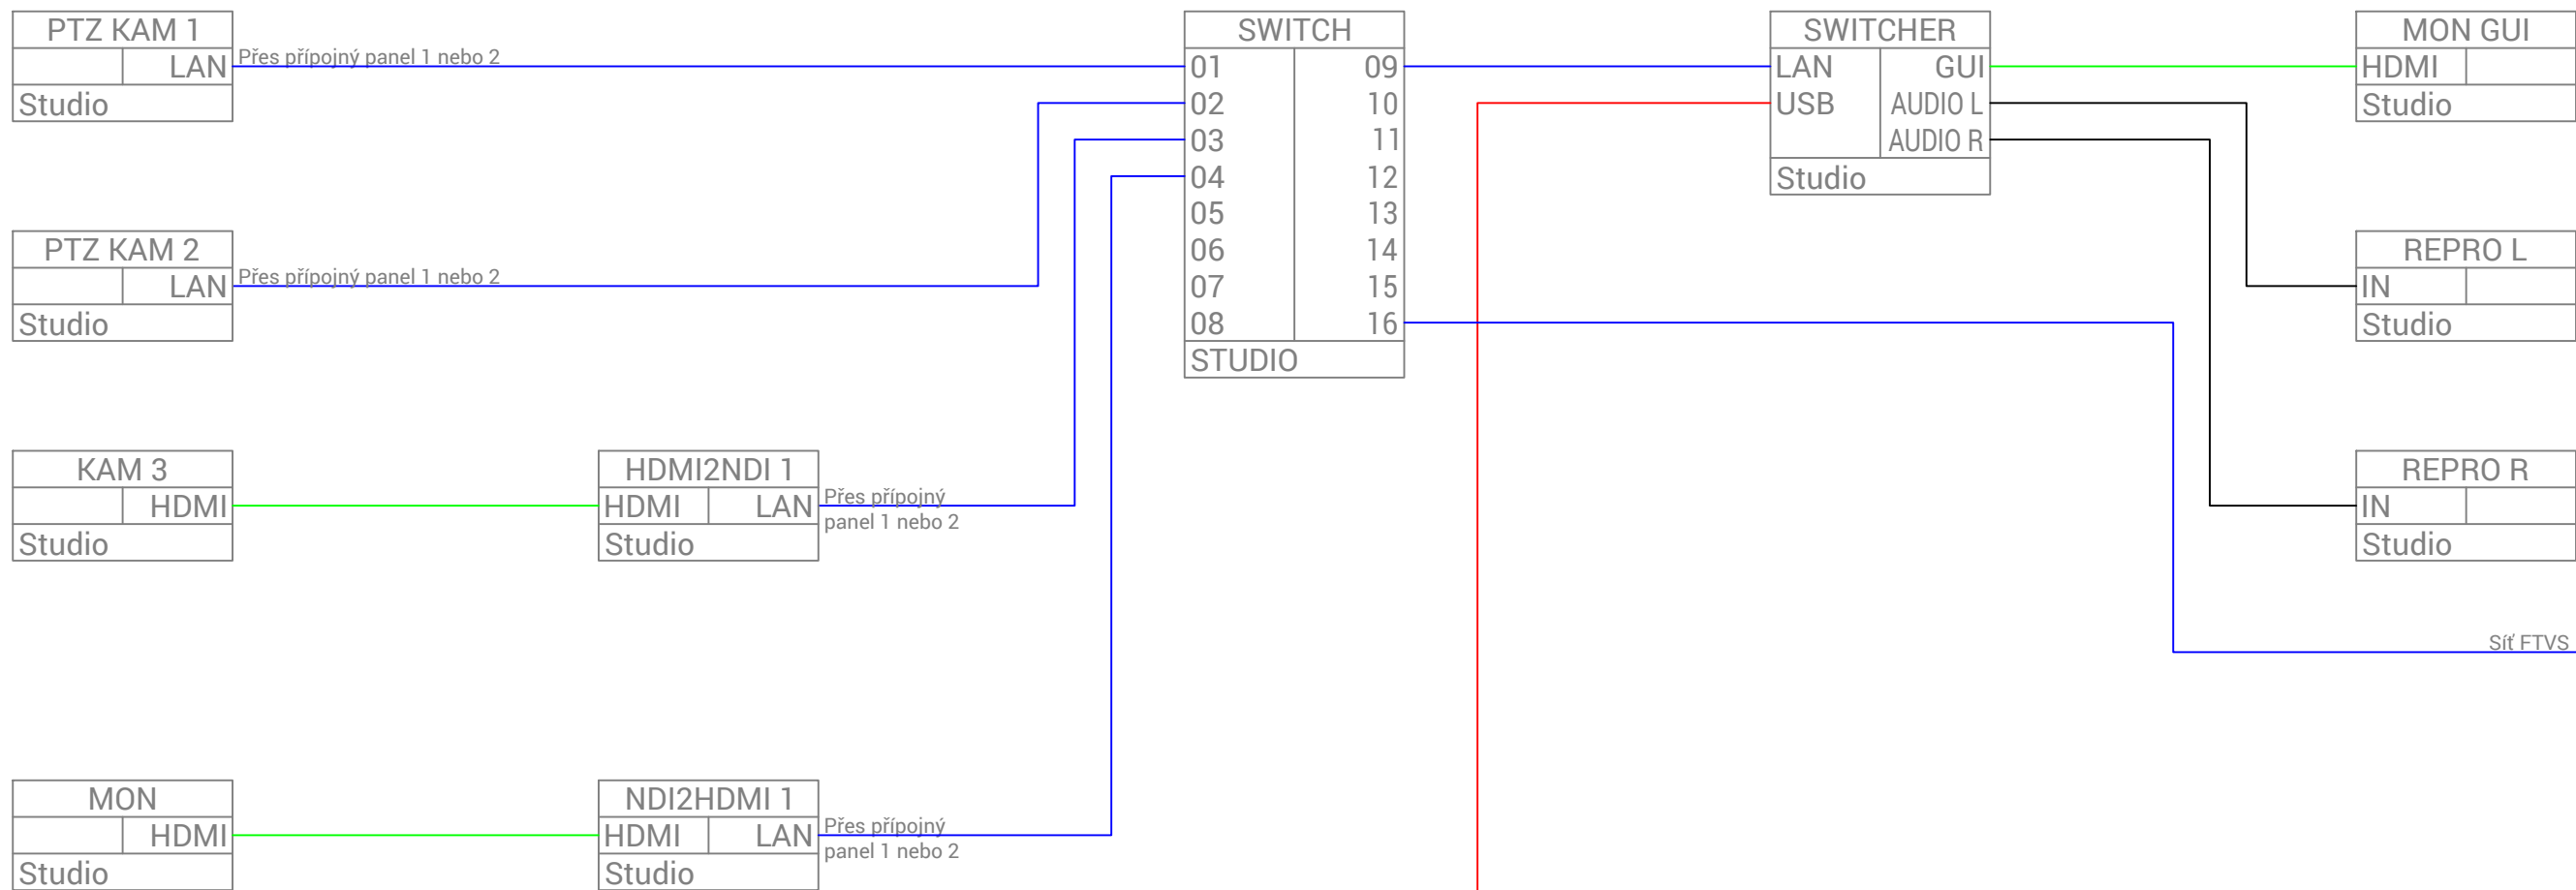 PTZ KAM 1
LAN
Studio
Přes přípojný panel 1 nebo 2
PTZ KAM 2
LAN
Studio
Přes přípojný panel 1 nebo 2
KAM 3
HDMI
Studio
HDMI2NDI 1
HDMI LAN
Studio
Přes přípojný
panel 1 nebo 2
MON
HDMI
Studio
NDI2HDMI 1
HDMI LAN
Studio
Přes přípojný
panel 1 nebo 2
SWITCH
01 09
02 10
03 11
04 12
05 13
06 14
07 15
08 16
STUDIO
SWITCHER
LAN GUI
USB AUDIO L
AUDIO R
Studio
MON GUI
HDMI
Studio
REPRO L
IN
Studio
REPRO R
IN
Studio
Síť FTVS